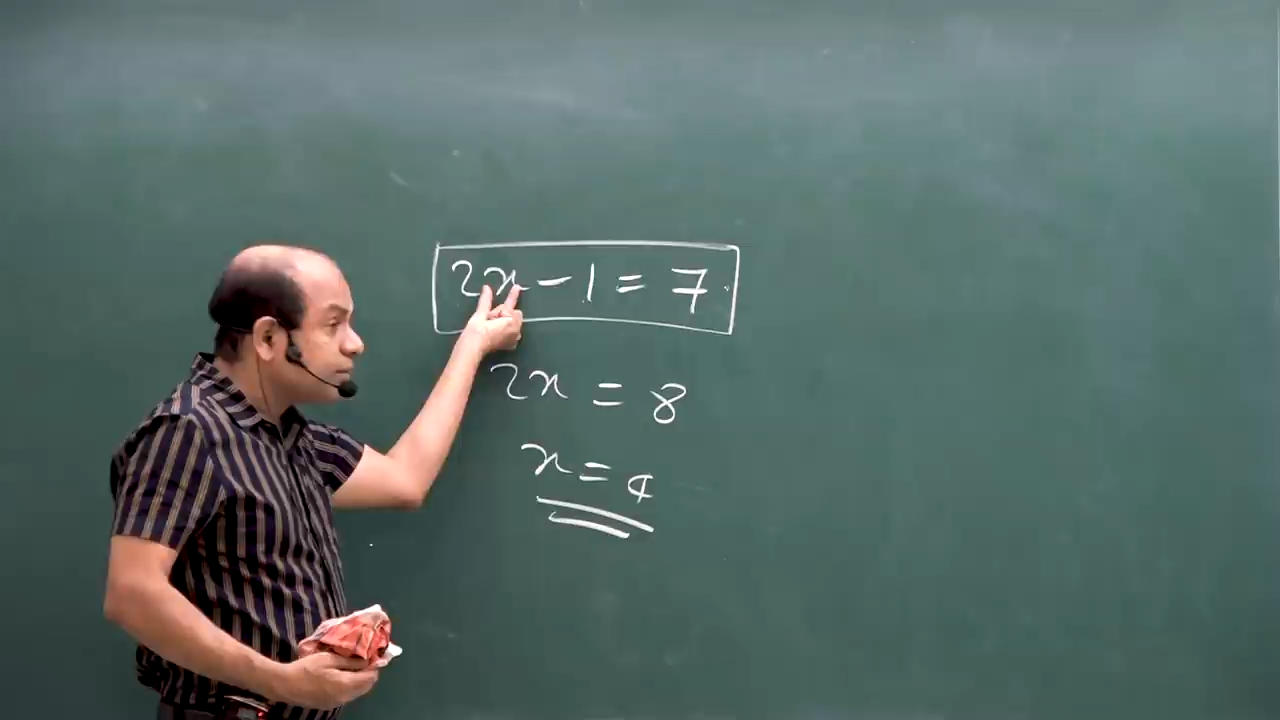 2x - 1 = 7
2x = 8
x = 4